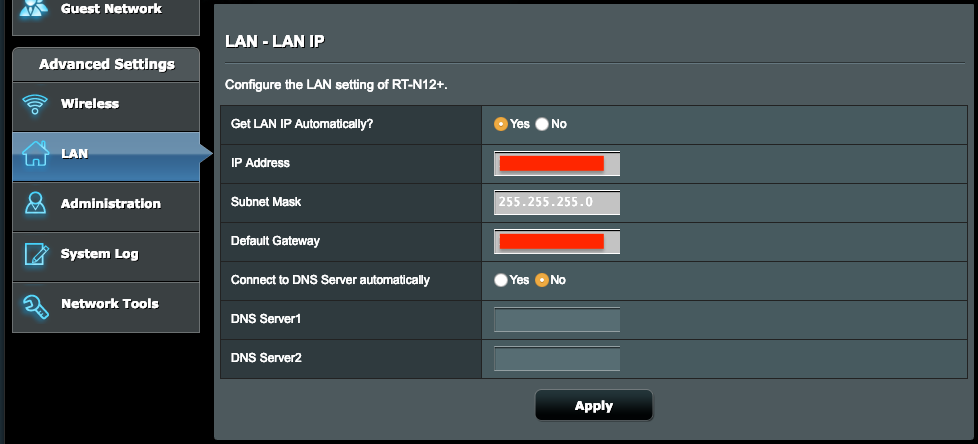 Guest Network
Advanced Settings
Wireless
LAN
Administration
System Log
Network Tools
LAN - LAN IP
Configure the LAN setting of RT-N12+.
Get LAN IP Automatically? Yes No
IP Address
Subnet Mask 255.255.255.0
Default Gateway
Connect to DNS Server automatically Yes No
DNS Server1
DNS Server2
Apply